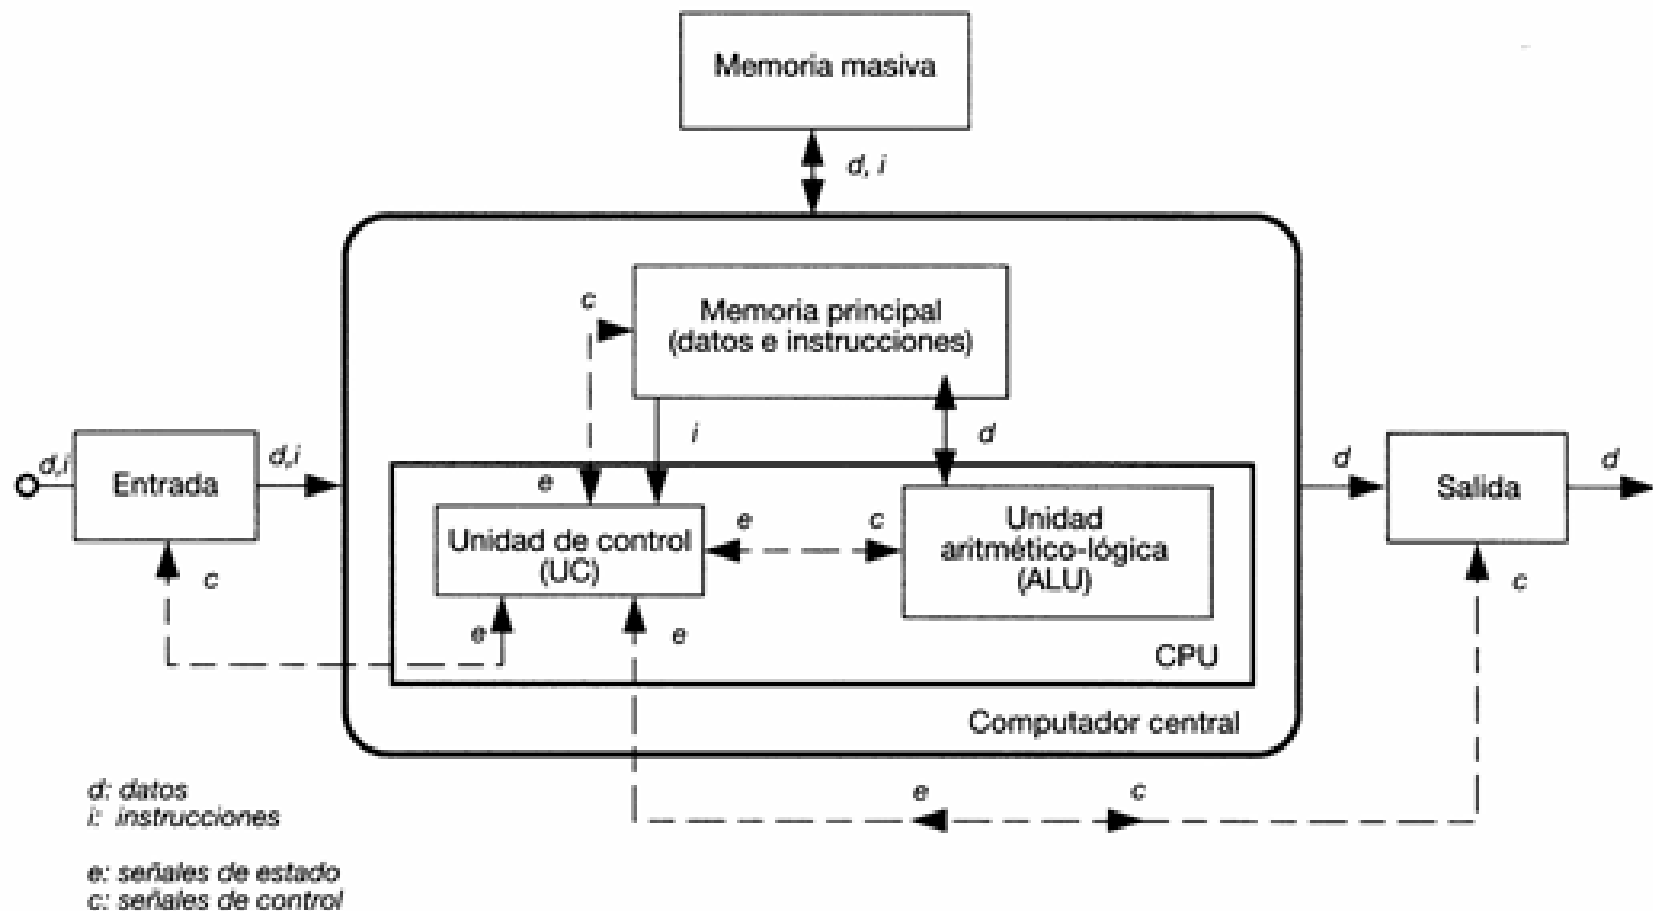 Memoria masiva
d, i
c
Memoria principal
(datos e instrucciones)
i
d
d,i
Entrada
d,i
e
Unidad de control
(UC)
e
c
Unidad
aritmético-lógica
(ALU)
d
Salida
d
c
e
e
CPU
c
Computador central
e
c
d: datos
i: instrucciones
e: señales de estado
c: señales de control